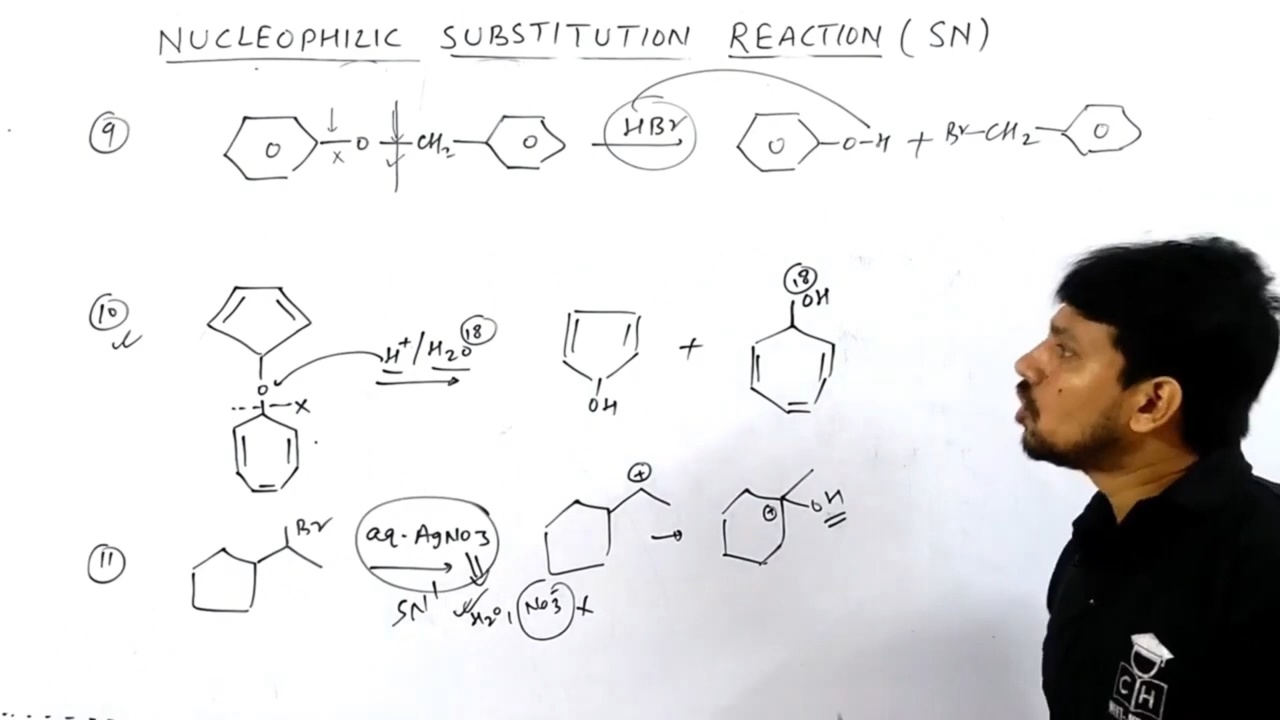 NUCLEOPHILIC SUBSTITUTION REACTION (SN)
9 O x O CH2 O HBr O O-H + Br-CH2 O
10 O x H+/H2O 18 OH + 18 OH
11 Br aq. AgNO3 SN1 H2O, NO3- x + → + OH
CH